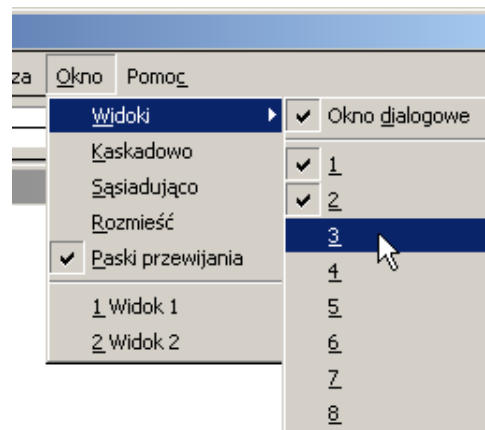 za Okno Pomoc
Widoki
Kaskadowo
Sąsiadująco
Rozmieść
Paski przewijania
1 Widok 1
2 Widok 2
Okno dialogowe
1
2
3
4
5
6
7
8